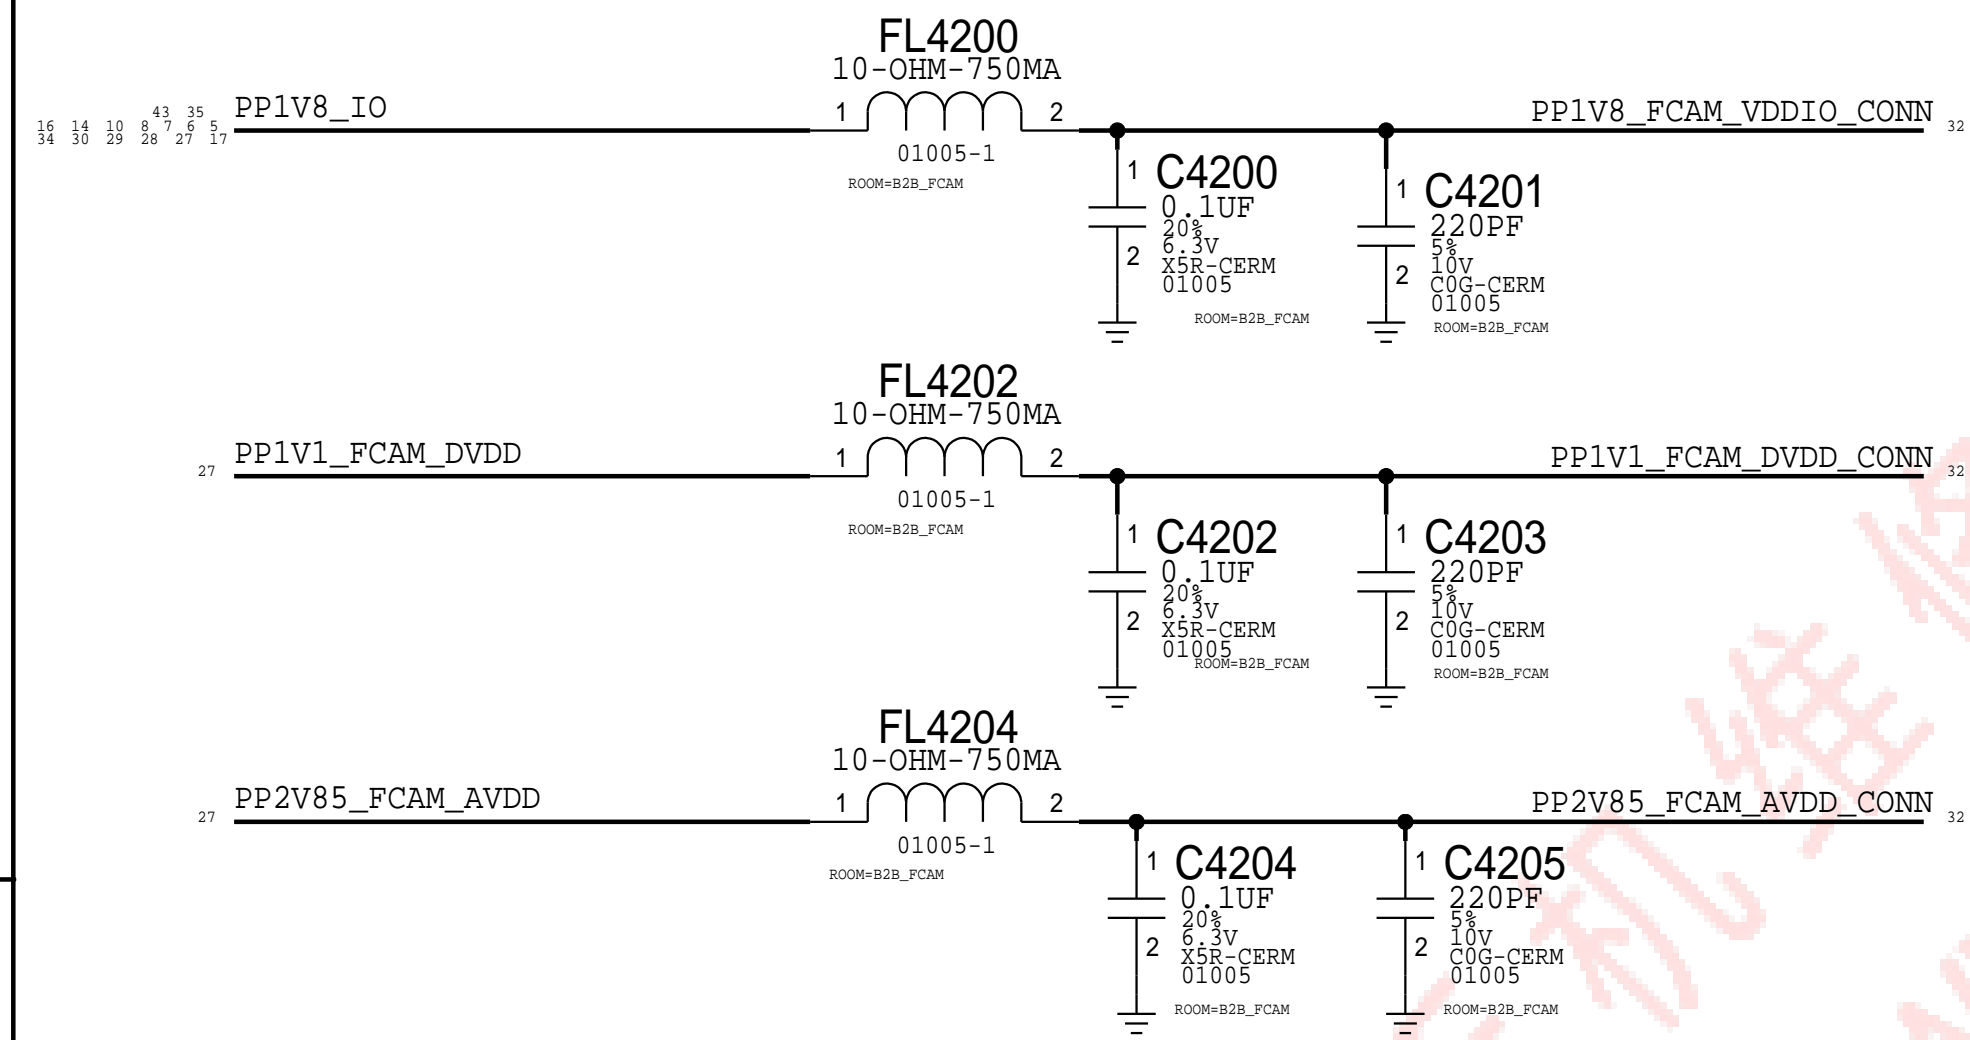 FL4200
10-OHM-750MA
43 35
16 14 10 8 7 6 5
34 30 29 28 27 17
PP1V8_IO
1
2
PP1V8_FCAM_VDDIO_CONN
32
01005-1
ROOM=B2B_FCAM
1
C4200
0.1UF
20%
6.3V
2
X5R-CERM
01005
ROOM=B2B_FCAM
1
C4201
220PF
5%
10V
2
C0G-CERM
01005
ROOM=B2B_FCAM
FL4202
10-OHM-750MA
27
PP1V1_FCAM_DVDD
1
2
PP1V1_FCAM_DVDD_CONN
32
01005-1
ROOM=B2B_FCAM
1
C4202
0.1UF
20%
6.3V
2
X5R-CERM
01005
ROOM=B2B_FCAM
1
C4203
220PF
5%
10V
2
C0G-CERM
01005
ROOM=B2B_FCAM
FL4204
10-OHM-750MA
27
PP2V85_FCAM_AVDD
1
2
PP2V85_FCAM_AVDD_CONN
32
01005-1
ROOM=B2B_FCAM
1
C4204
0.1UF
20%
6.3V
2
X5R-CERM
01005
ROOM=B2B_FCAM
1
C4205
220PF
5%
10V
2
C0G-CERM
01005
ROOM=B2B_FCAM
机维